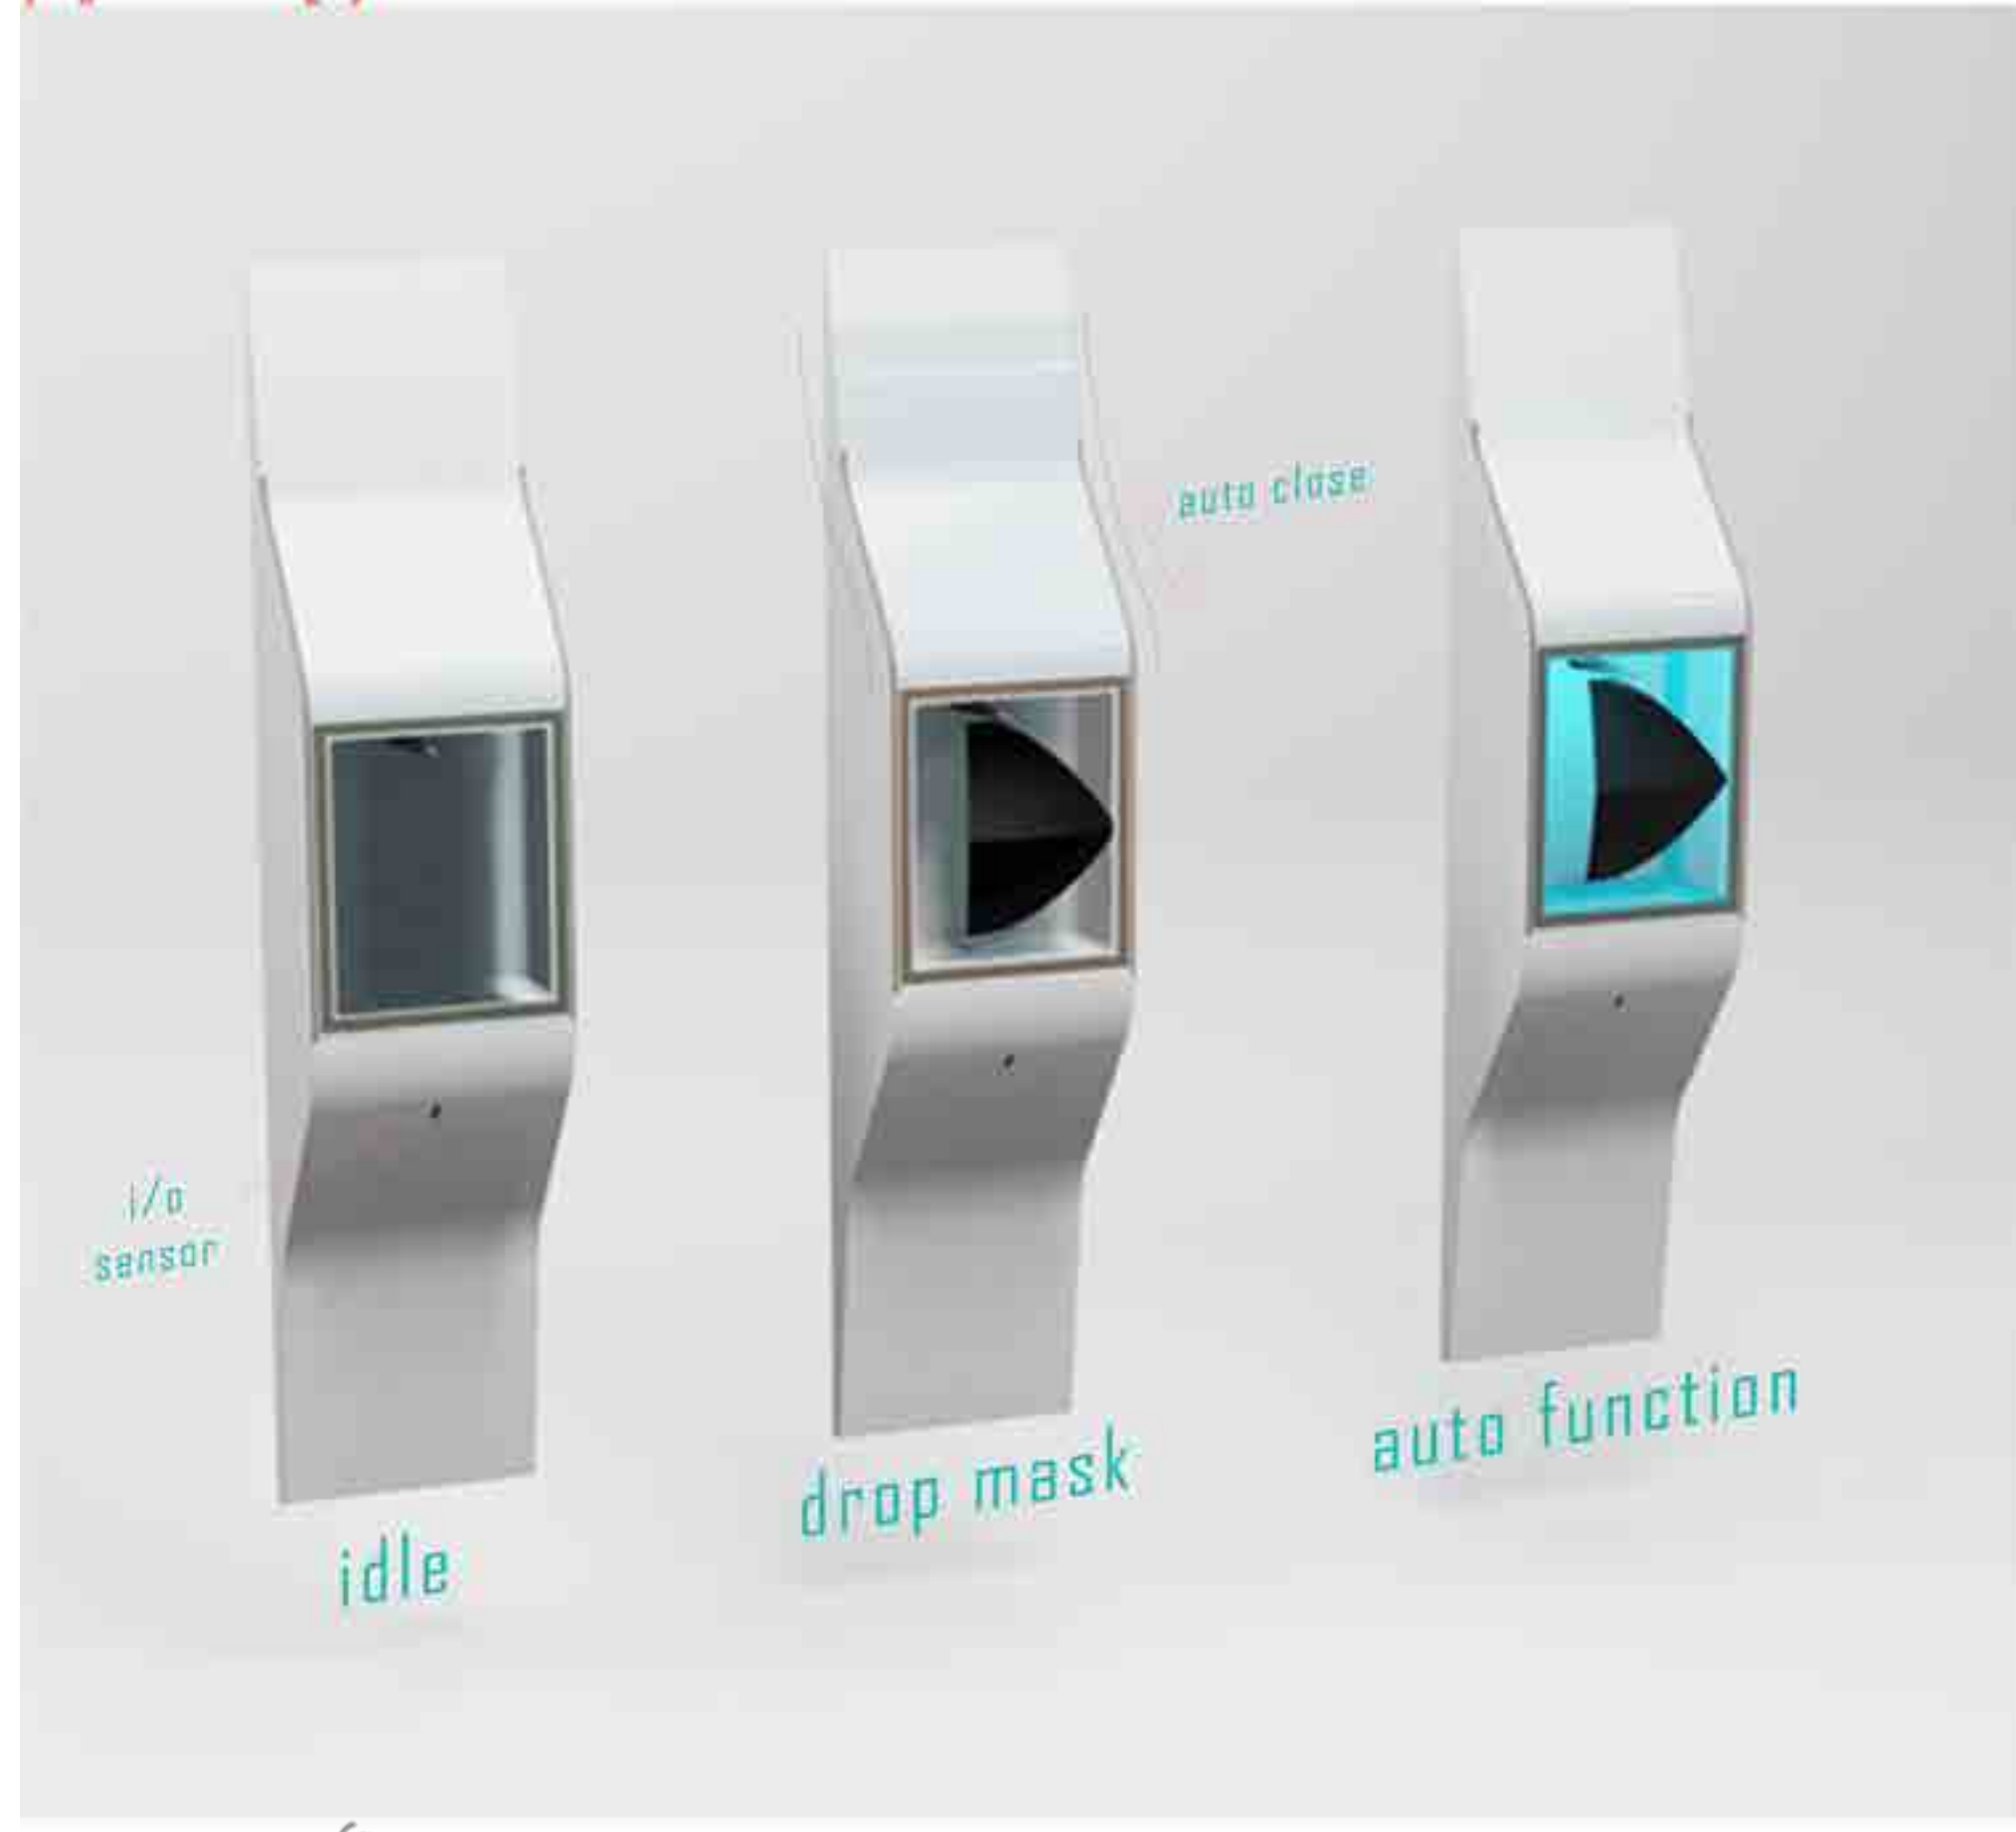 auto close
i/o
sensor
idle
drop mask
auto function